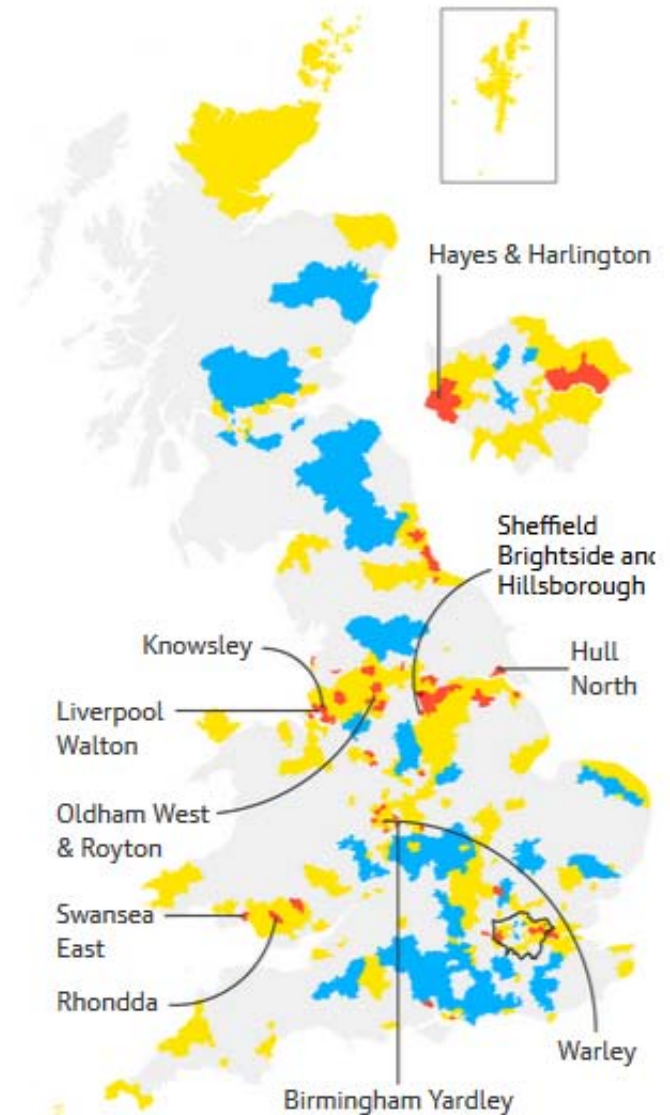 Hayes & Harlington
Sheffield
Brightside and
Hillsborough
Knowsley
Hull
North
Liverpool
Walton
Oldham West
& Royton
Swansea
East
Rhondda
Warley
Birmingham Yardley